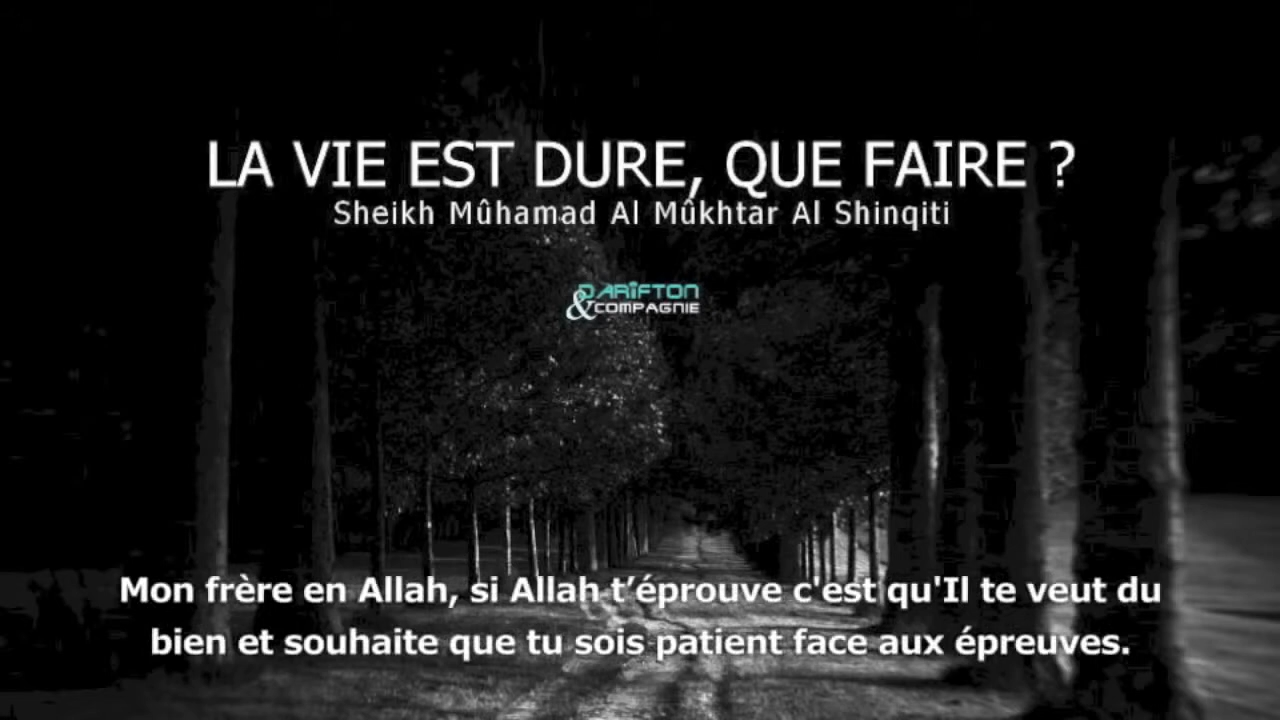 LA VIE EST DURE, QUE FAIRE ?
Sheikh Mûhamad Al Mûkhtar Al Shinqiti
DARIFTON
&COMPAGNIE
Mon frère en Allah, si Allah t’éprouve c'est qu'Il te veut du
bien et souhaite que tu sois patient face aux épreuves.